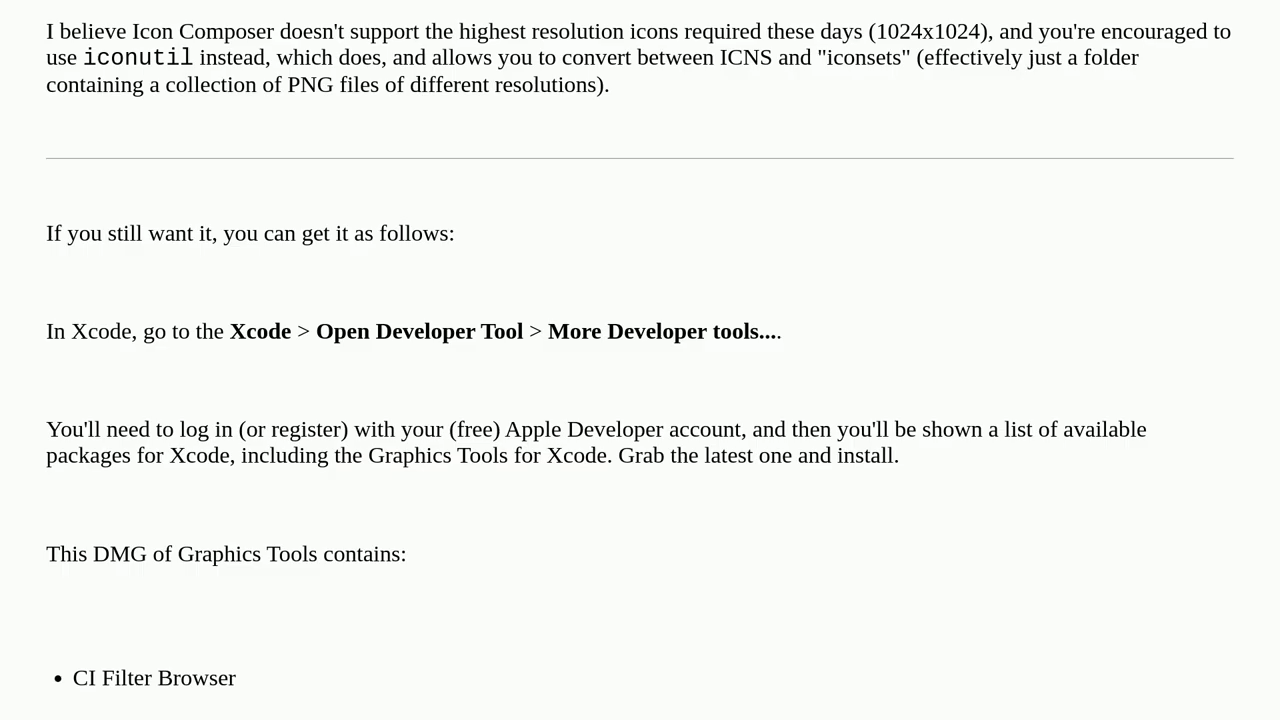 I believe Icon Composer doesn't support the highest resolution icons required these days (1024x1024), and you're encouraged to
use iconutil instead, which does, and allows you to convert between ICNS and "iconsets" (effectively just a folder
containing a collection of PNG files of different resolutions).
If you still want it, you can get it as follows:
In Xcode, go to the Xcode > Open Developer Tool > More Developer tools....
You'll need to log in (or register) with your (free) Apple Developer account, and then you'll be shown a list of available
packages for Xcode, including the Graphics Tools for Xcode. Grab the latest one and install.
This DMG of Graphics Tools contains:
• CI Filter Browser